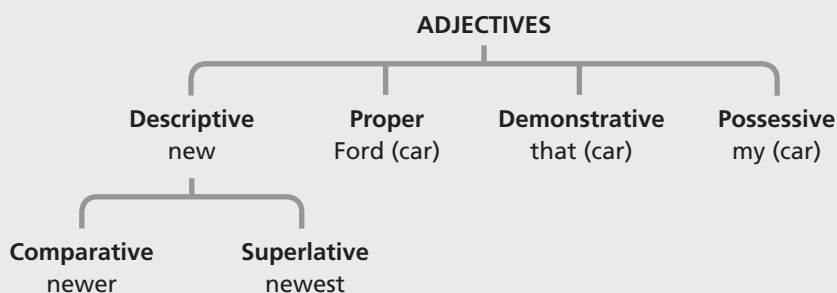 ADJECTIVES
Descriptive Proper Demonstrative Possessive
new Ford (car) that (car) my (car)
Comparative Superlative
newer newest